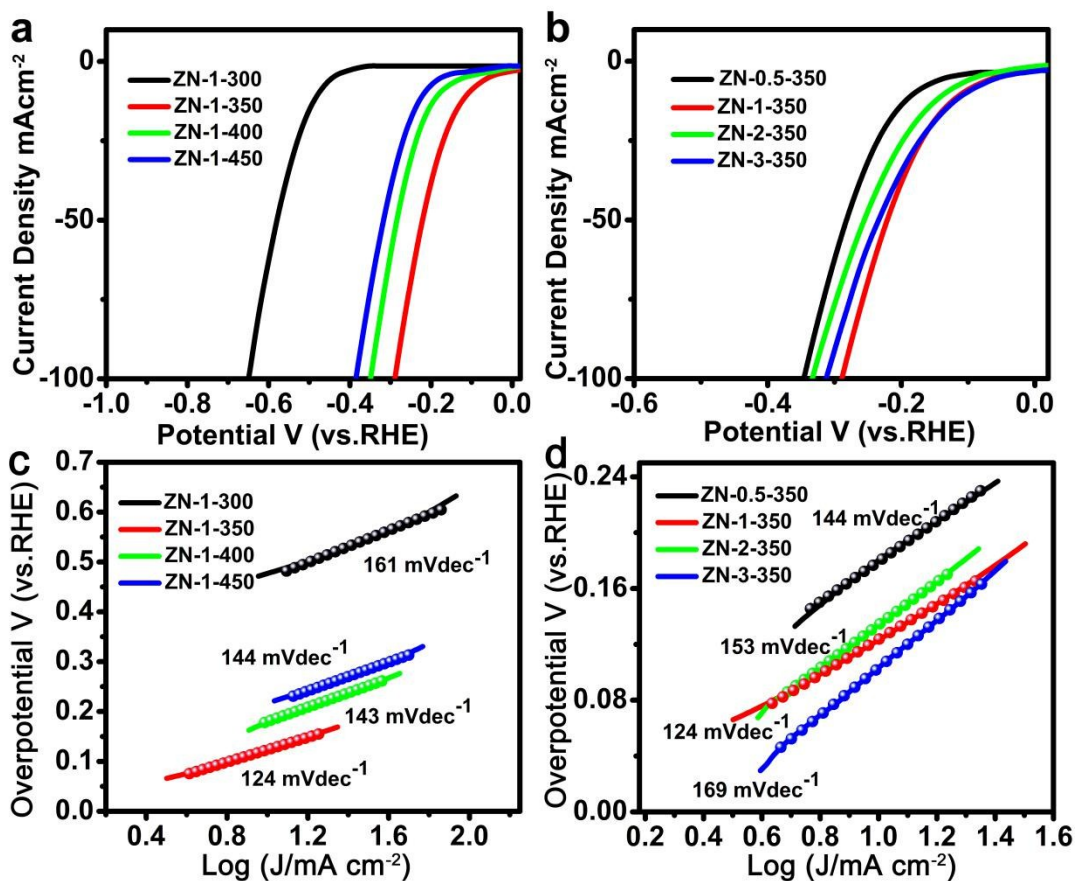 a
0
-50
-100
Current Density mAcm⁻²
ZN-1-300
ZN-1-350
ZN-1-400
ZN-1-450
-1.0 -0.8 -0.6 -0.4 -0.2 0.0
Potential V (vs.RHE)
b
0
-50
-100
Current Density mAcm⁻²
ZN-0.5-350
ZN-1-350
ZN-2-350
ZN-3-350
-0.6 -0.4 -0.2 0.0
Potential V (vs.RHE)
c
0.7
0.6
0.5
0.4
0.3
0.2
0.1
0.0
Overpotential V (vs.RHE)
ZN-1-300
ZN-1-350
ZN-1-400
ZN-1-450
161 mVdec⁻¹
144 mVdec⁻¹
143 mVdec⁻¹
124 mVdec⁻¹
0.4 0.8 1.2 1.6 2.0
Log (J/mA cm⁻²)
d
0.24
0.16
0.08
0.00
Overpotential V (vs.RHE)
ZN-0.5-350
ZN-1-350
ZN-2-350
ZN-3-350
144 mVdec⁻¹
153 mVdec⁻¹
124 mVdec⁻¹
169 mVdec⁻¹
0.2 0.4 0.6 0.8 1.0 1.2 1.4 1.6
Log (J/mA cm⁻²)